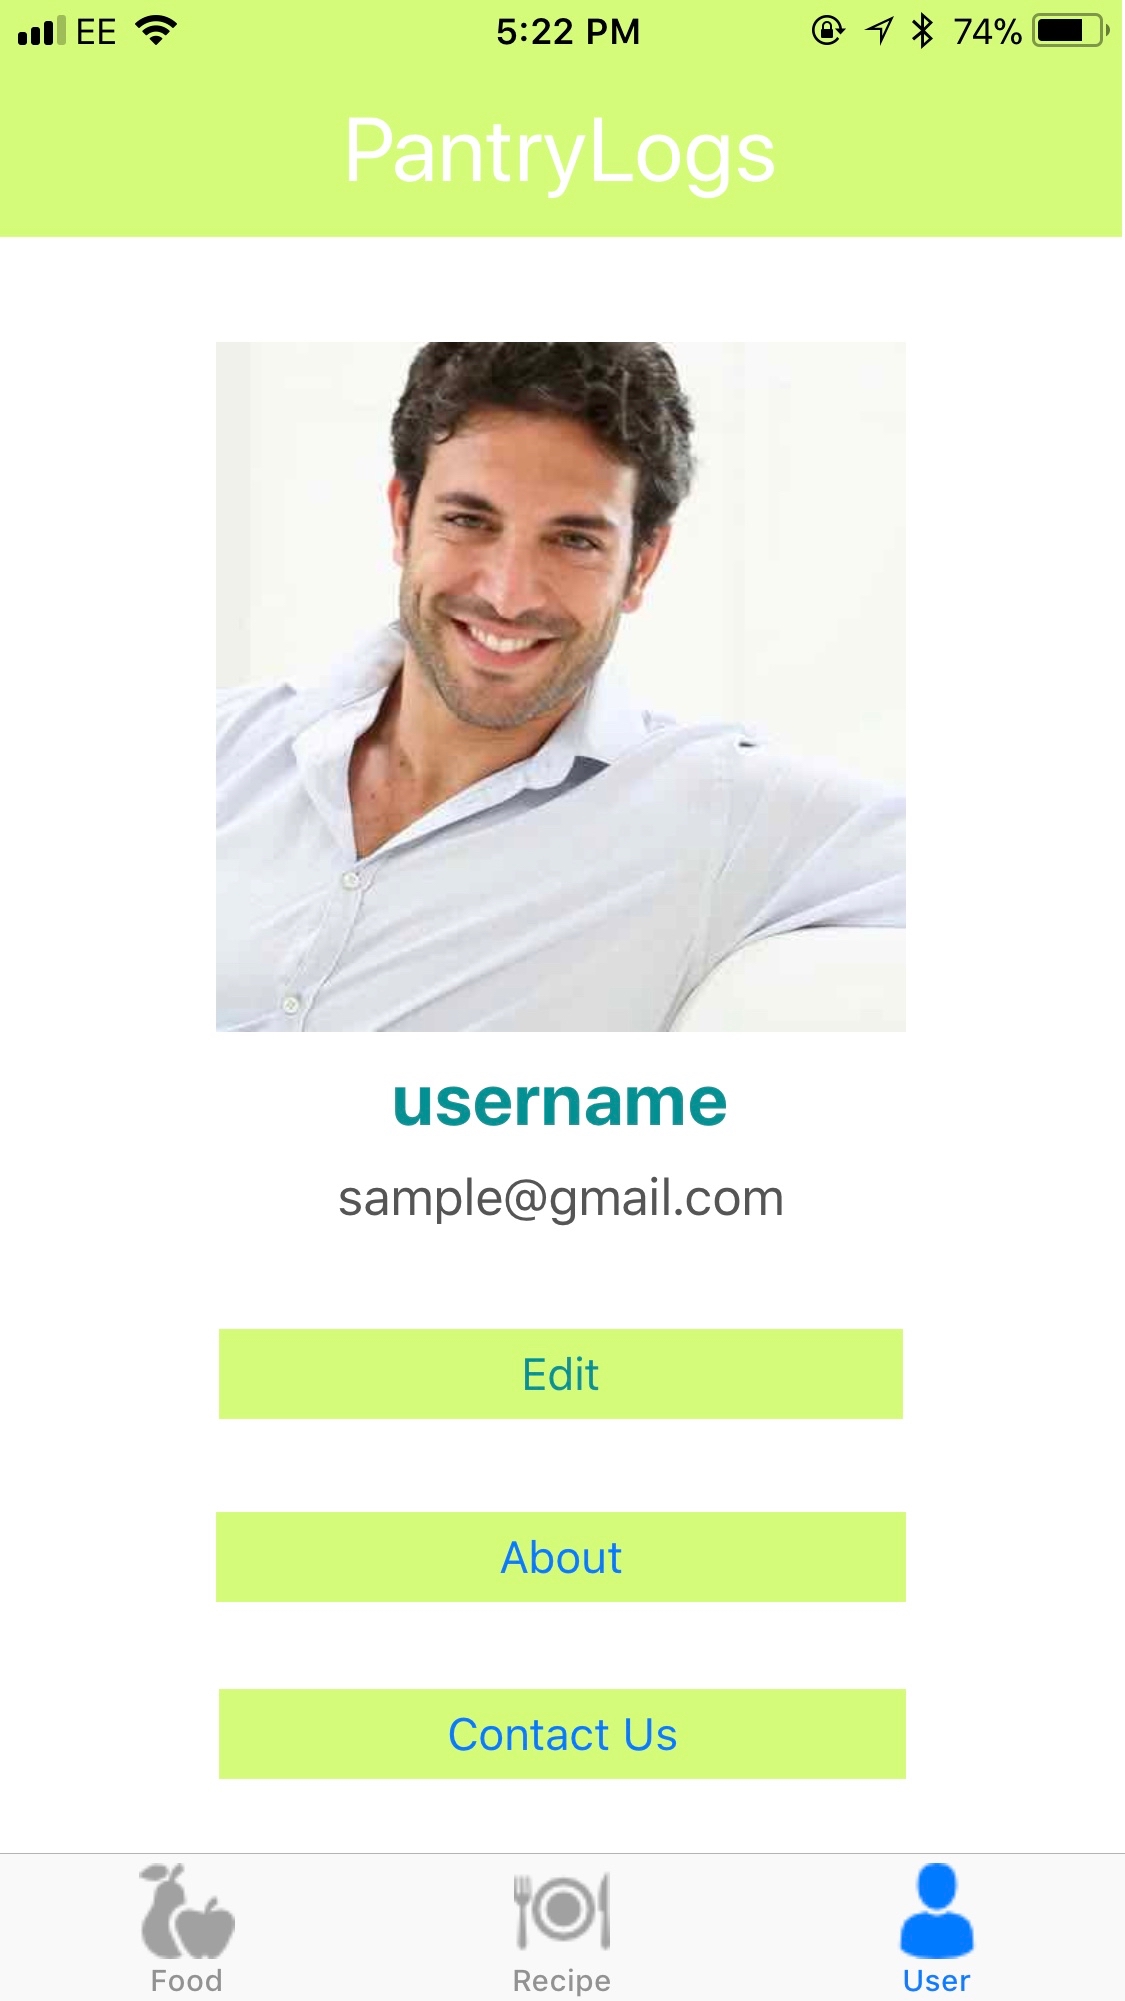 EE 5:22 PM 74%
PantryLogs
username
sample@gmail.com
Edit
About
Contact Us
Food Recipe User